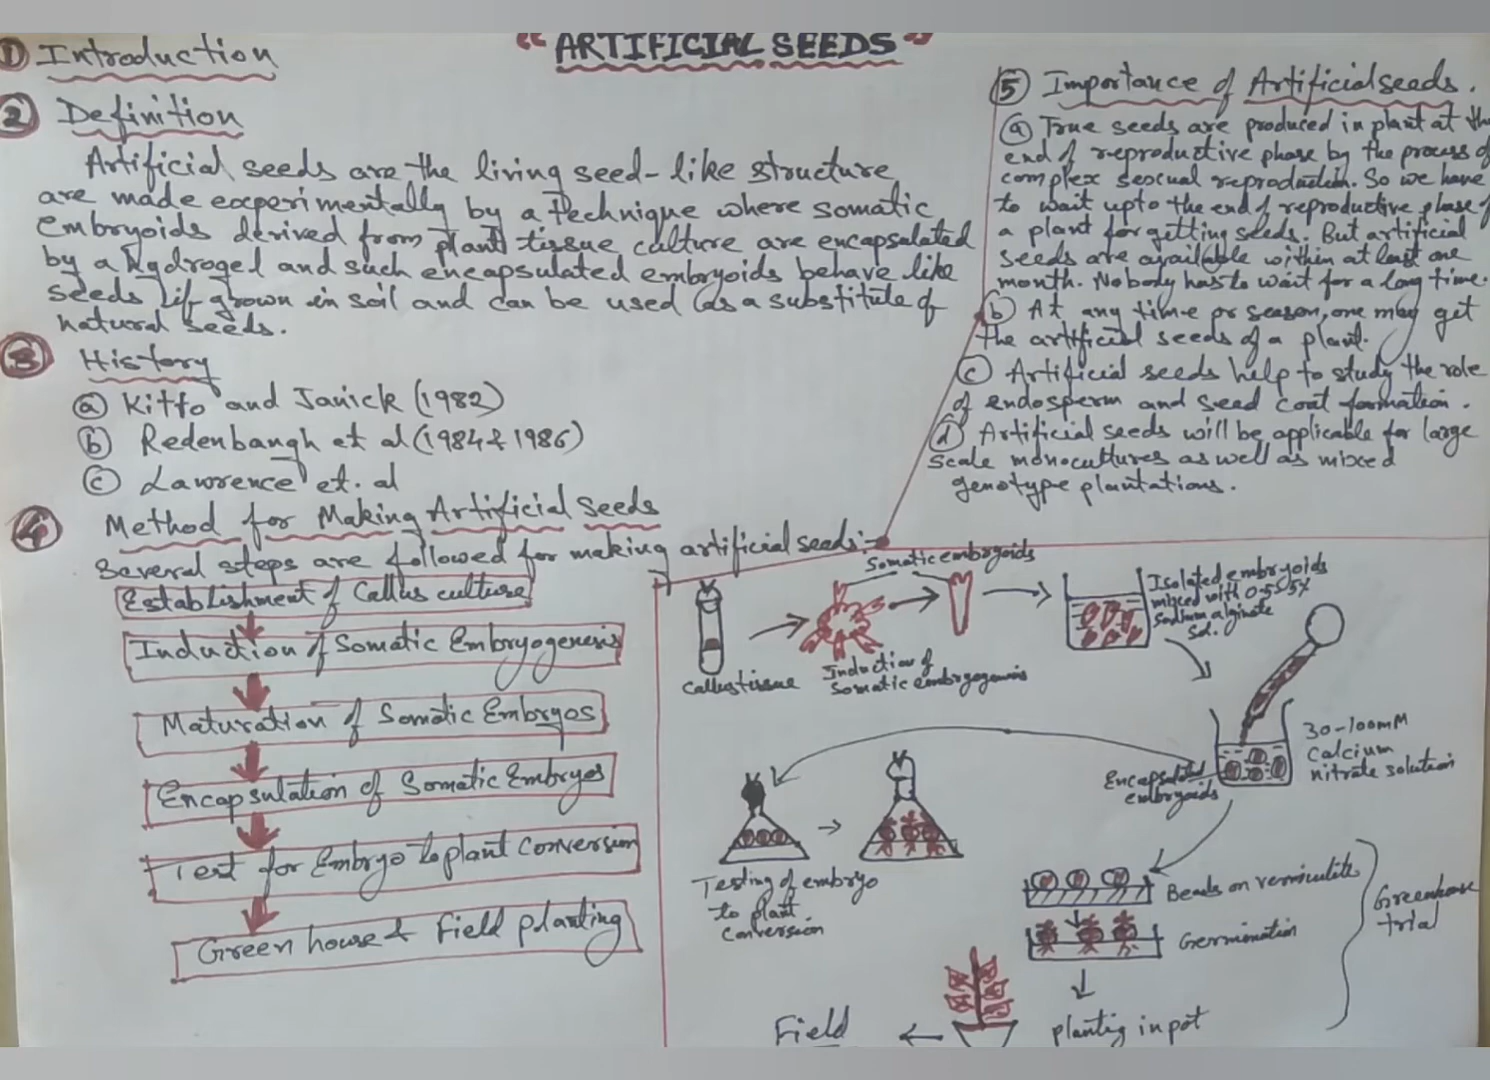 " ARTIFICIAL SEEDS "
① Introduction
② Definition
Artificial seeds are the living seed-like structure
are made experimentally by a technique where somatic
embryoids derived from plant tissue culture are encapsulated
by a hydrogel and such encapsulated embryoids behave like
seeds if grown in soil and can be used as a substitute of
natural seeds.
③ History
ⓐ Kitto and Janick (1982)
ⓑ Redenbangh et al (1984 & 1986)
ⓒ Lawrence et. al
④ Method for Making Artificial Seeds
Several steps are followed for making artificial seeds:-
Establishment of Callus culture
Induction of Somatic Embryogenesis
Maturation of Somatic Embryos
Encapsulation of Somatic Embryos
Test for Embryo to plant Conversion
Green house & Field planting
⑤ Importance of Artificial seeds.
ⓐ True seeds are produced in plant at the
end of reproductive phase by the process of
complex sexual reproduction. So we have
to wait upto the end of reproductive phase of
a plant for getting seeds. But artificial
seeds are available within at least one
month. Nobody has to wait for a long time.
ⓑ At any time or season, one may get
the artificial seeds of a plant.
ⓒ Artificial seeds help to study the role
of endosperm and seed coat formation.
ⓓ Artificial seeds will be applicable for large
scale monocultures as well as mixed
genotype plantations.
Somatic embryoids
Callus tissue
Induction of
Somatic embryogenesis
Isolated embryoids
mixed with
Sodium alginate
Sol.
30-100mM
Calcium
nitrate solution
Encapsulated
embryoids
Testing of embryo
to plant
conversion
Beads on vermiculite
Germination
Greenhouse
trial
planting in pot
Field